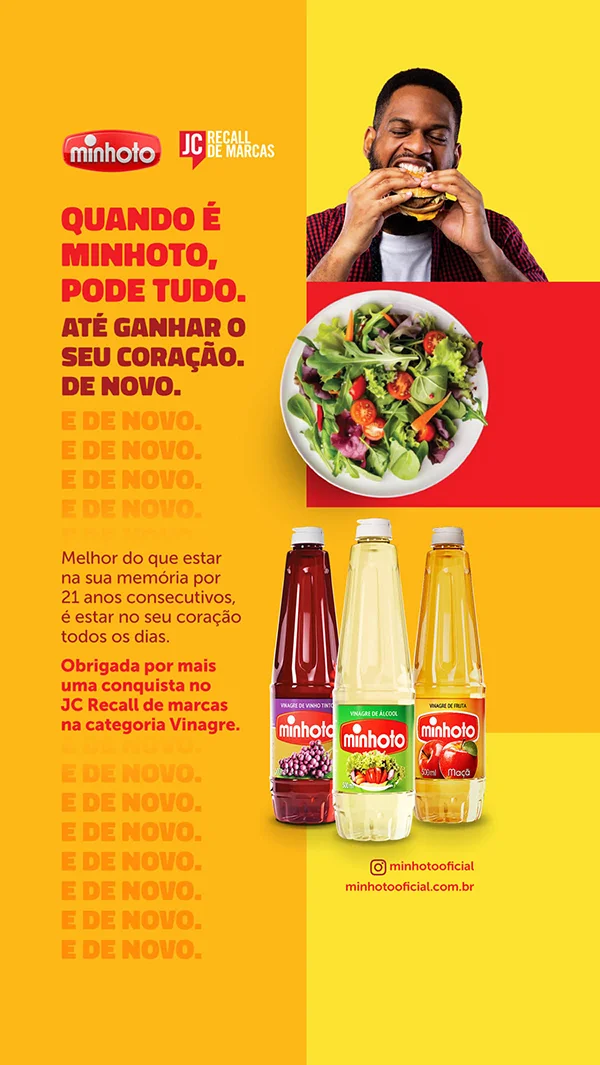 minhoto
JC RECALL
DE MARCAS
QUANDO É
MINHOTO,
PODE TUDO.
ATÉ GANHAR O
SEU CORAÇÃO.
DE NOVO.
E DE NOVO.
E DE NOVO.
E DE NOVO.
E DE NOVO.
Melhor do que estar
na sua memória por
21 anos consecutivos,
é estar no seu coração
todos os dias.
Obrigada por mais
uma conquista no
JC Recall de marcas
na categoria Vinagre.
E DE NOVO.
E DE NOVO.
E DE NOVO.
E DE NOVO.
E DE NOVO.
E DE NOVO.
E DE NOVO.
E DE NOVO.
VINAGRE DE VINHO TINTO
minhoto
VINAGRE DE ÁLCOOL
minhoto
500ml
VINAGRE DE FRUTA
minhoto
500ml Maçã
minhotooficial
minhotooficial.com.br